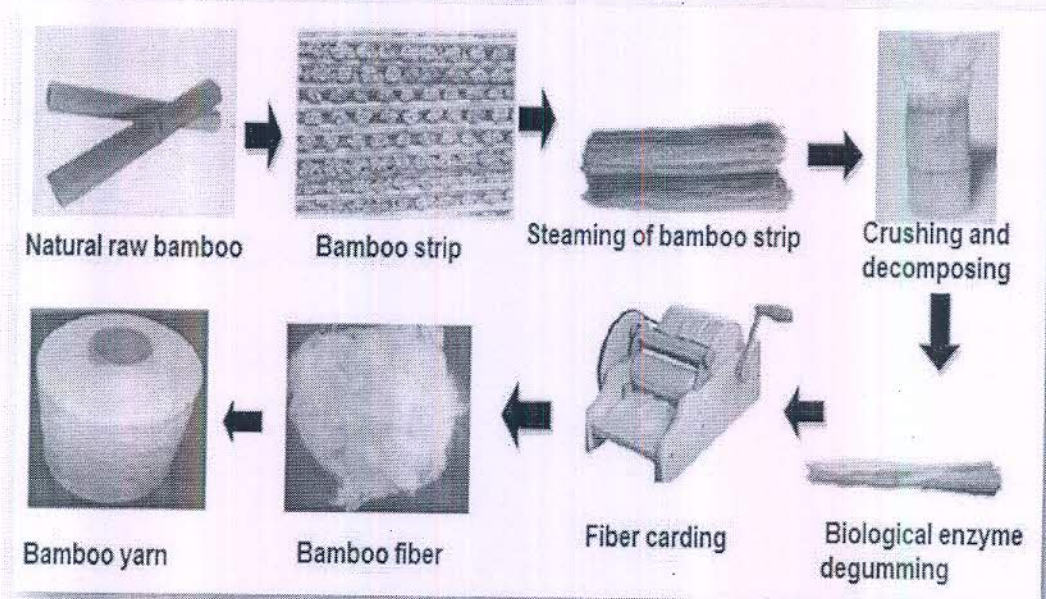 Natural raw bamboo
Bamboo strip
Steaming of bamboo strip
Crushing and
decomposing
Bamboo yarn
Bamboo fiber
Fiber carding
Biological enzyme
degumming